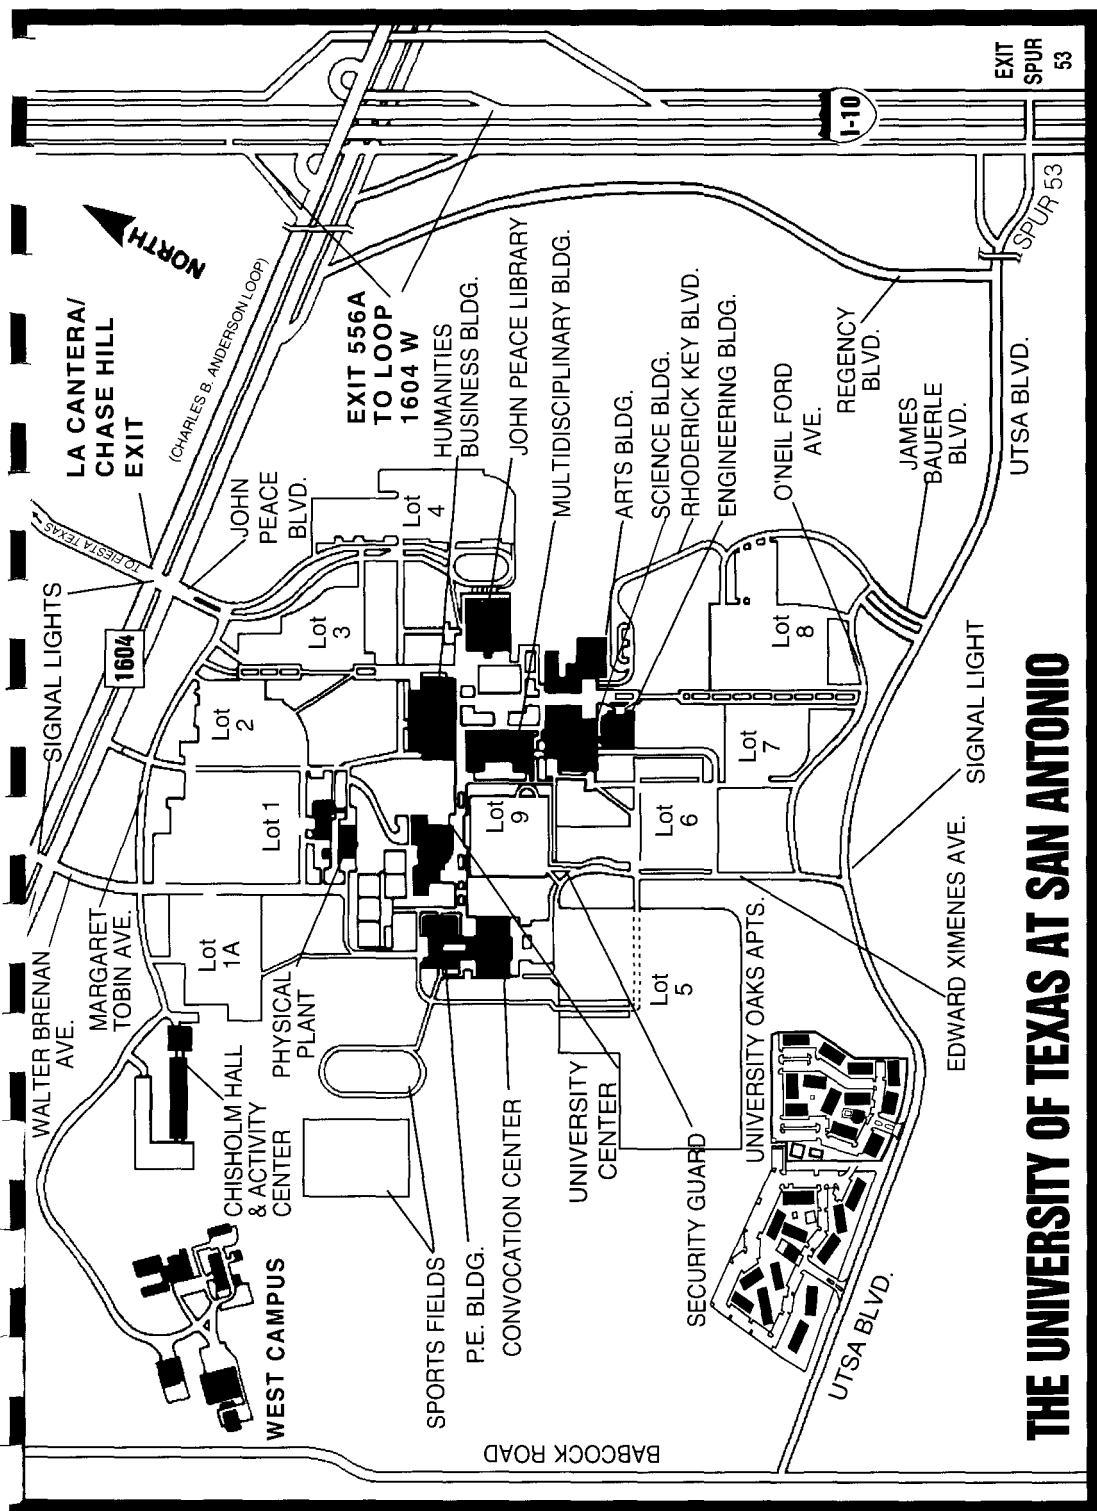 EXIT
SPUR
53
I-10
SPUR 53
NORTH
(CHARLES B. ANDERSON LOOP)
LA CANTERA/
CHASE HILL
EXIT
EXIT 556A
TO LOOP
1604 W
HUMANITIES
BUSINESS BLDG.
JOHN PEACE LIBRARY
MULTIDISCIPLINARY BLDG.
ARTS BLDG.
SCIENCE BLDG.
RHODERICK KEY BLVD.
ENGINEERING BLDG.
O'NEIL FORD
AVE.
REGENCY
BLVD.
JAMES
BAUERLE
BLVD.
UTSA BLVD.
TO FIESTA TEXAS
JOHN
PEACE
BLVD.
SIGNAL LIGHTS
1604
Lot
4
Lot
3
Lot
2
Lot 1
Lot
1A
Lot
9
Lot
8
Lot
7
Lot
6
Lot
5
SIGNAL LIGHT
EDWARD XIMENES AVE.
WALTER BRENAN
AVE.
MARGARET
TOBIN AVE.
PHYSICAL
PLANT
CHISHOLM HALL
& ACTIVITY
CENTER
WEST CAMPUS
SPORTS FIELDS
P.E. BLDG.
CONVOCATION CENTER
UNIVERSITY
CENTER
SECURITY GUARD
UNIVERSITY OAKS APTS.
UTSA BLVD.
BABCOCK ROAD
THE UNIVERSITY OF TEXAS AT SAN ANTONIO